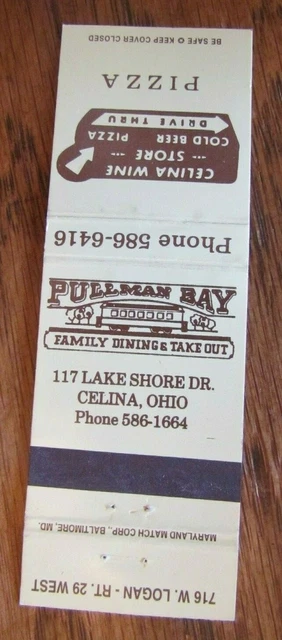 BE SAFE ✪ KEEP COVER CLOSED
PIZZA
DRIVE THRU
COLD BEER PIZZA
--- STORE ---
CELINA WINE
Phone 586-6416
PULLMAN BAY
FAMILY DINING & TAKE OUT
117 LAKE SHORE DR.
CELINA, OHIO
Phone 586-1664
MARYLAND MATCH CORP., BALTIMORE, MD.
716 W. LOGAN - RT. 29 WEST